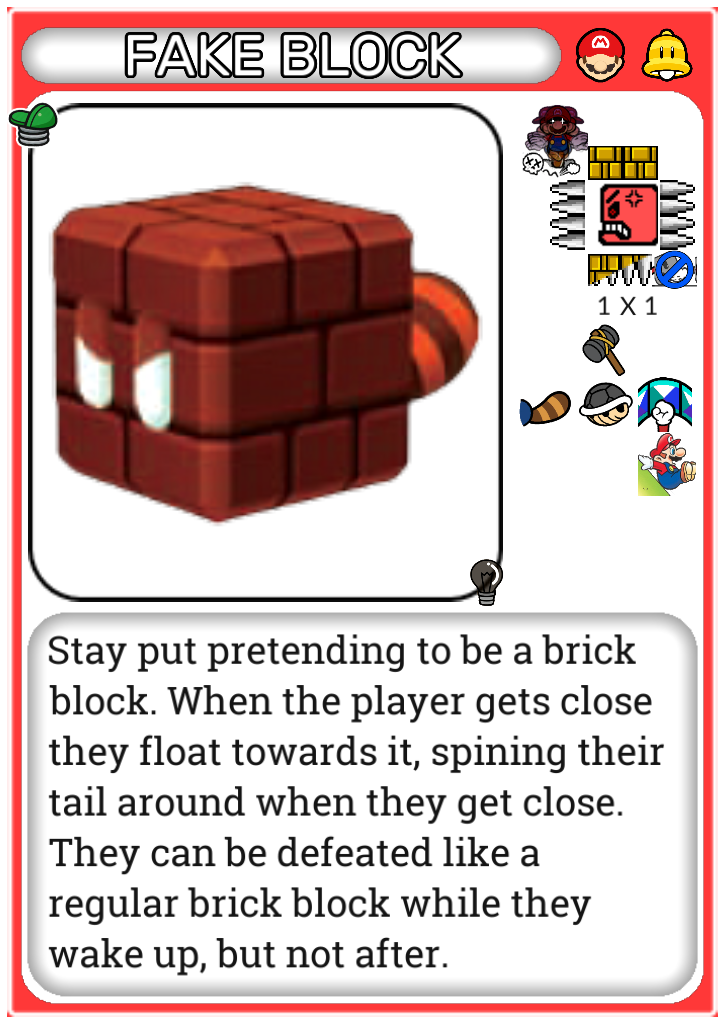 FAKE BLOCK
1 X 1
Stay put pretending to be a brick
block. When the player gets close
they float towards it, spining their
tail around when they get close.
They can be defeated like a
regular brick block while they
wake up, but not after.